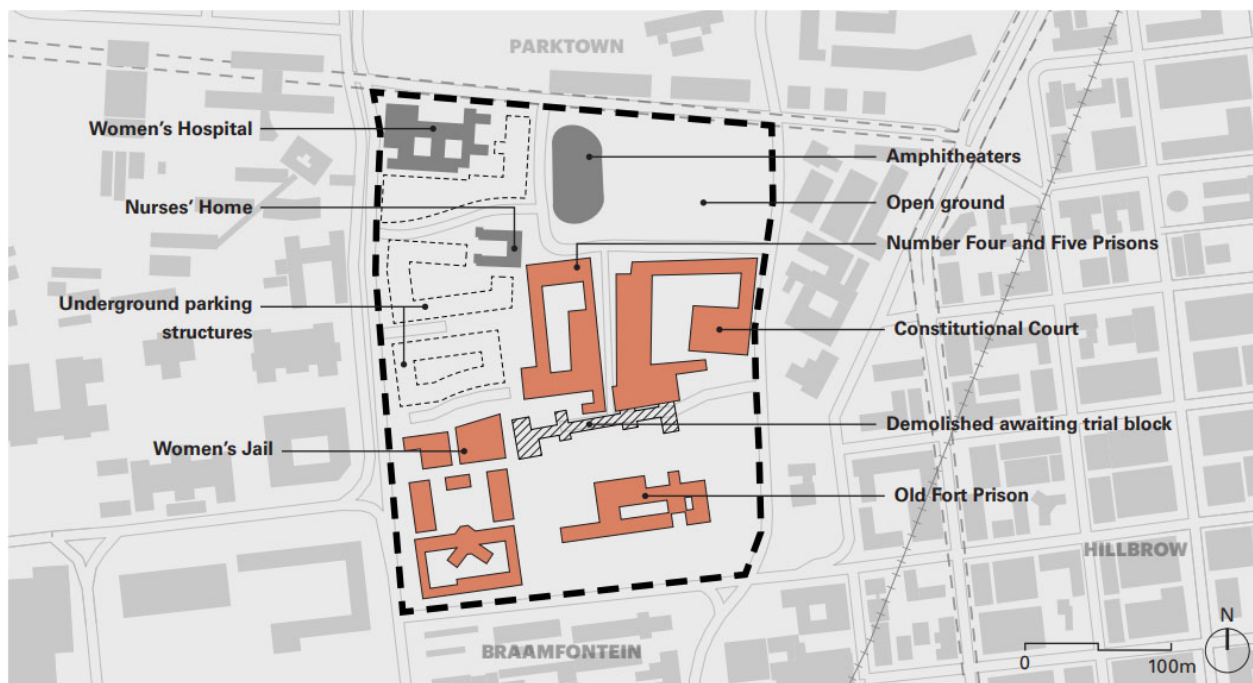 PARKTOWN
Women's Hospital
Nurses' Home
Underground parking
structures
Women's Jail
Amphitheaters
Open ground
Number Four and Five Prisons
Constitutional Court
Demolished awaiting trial block
Old Fort Prison
HILLBROW
BRAAMFONTEIN
N
0
100m